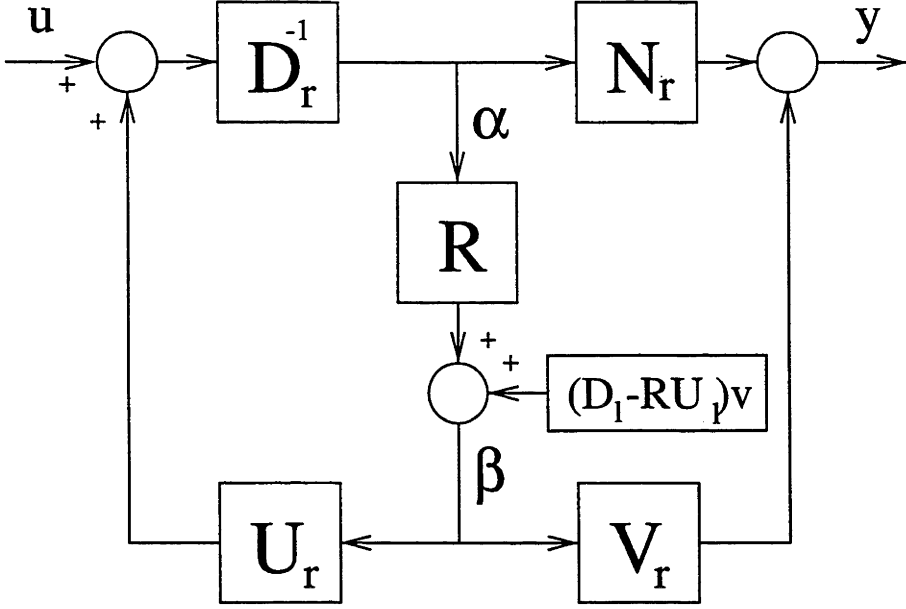 u y
+ D_r^{-1} N_r
+ α
R
+ +
(D_l-RU_l)v
β
U_r V_r